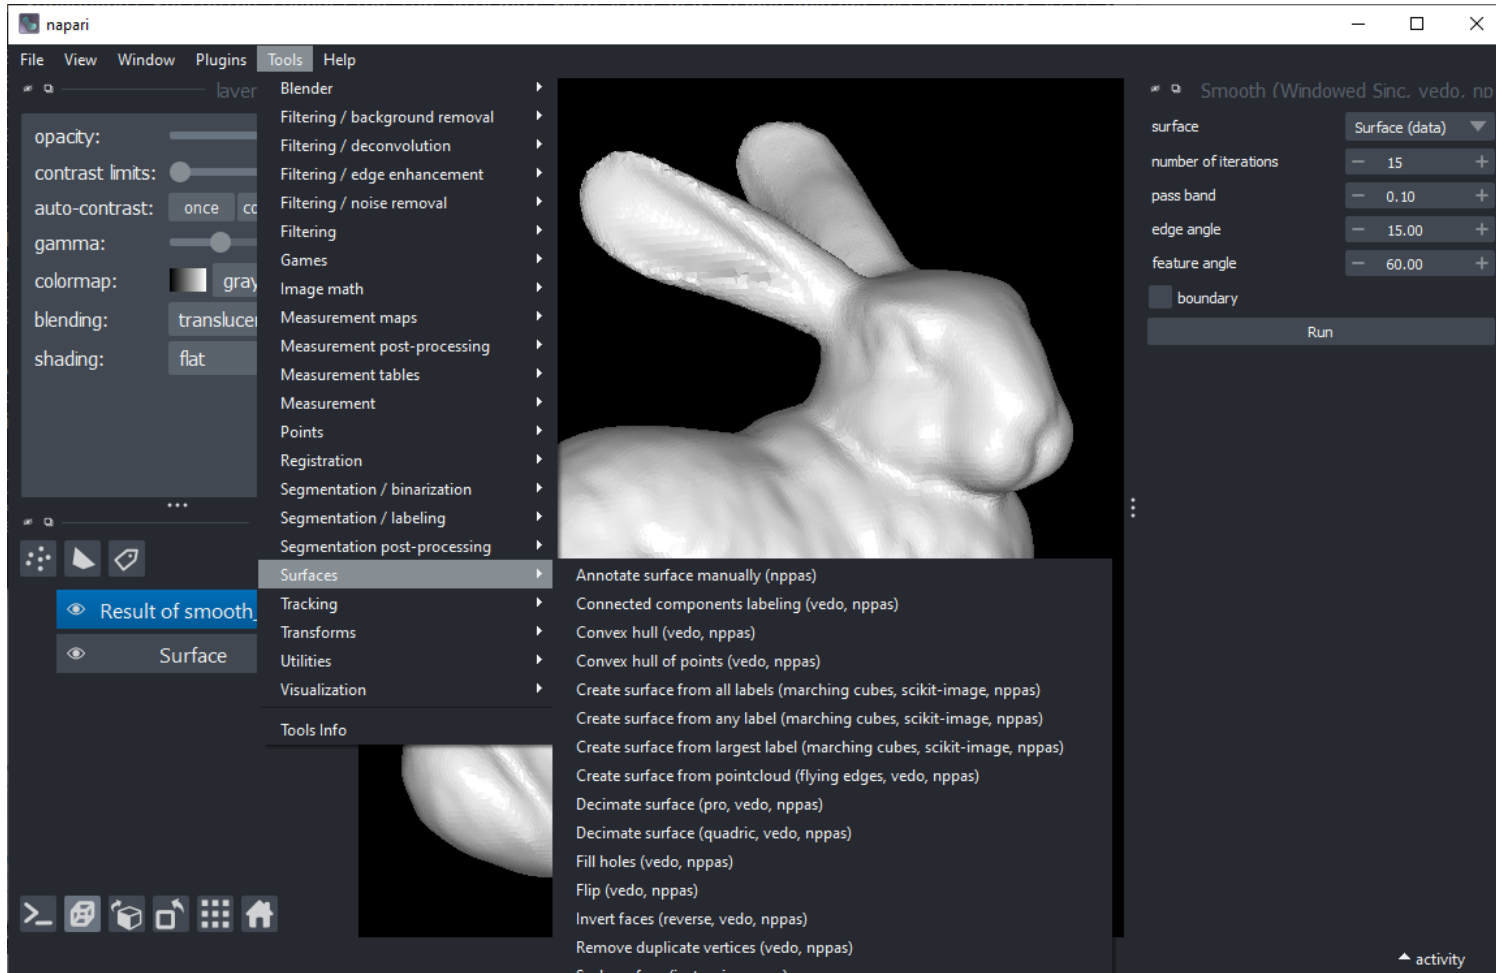 napari
File View Window Plugins Tools Help
layer
opacity:
contrast limits:
auto-contrast: once co
gamma:
colormap: gray
blending: translucen
shading: flat
Result of smooth_
Surface
Blender
Filtering / background removal
Filtering / deconvolution
Filtering / edge enhancement
Filtering / noise removal
Filtering
Games
Image math
Measurement maps
Measurement post-processing
Measurement tables
Measurement
Points
Registration
Segmentation / binarization
Segmentation / labeling
Segmentation post-processing
Surfaces
Tracking
Transforms
Utilities
Visualization
Tools Info
Annotate surface manually (nppas)
Connected components labeling (vedo, nppas)
Convex hull (vedo, nppas)
Convex hull of points (vedo, nppas)
Create surface from all labels (marching cubes, scikit-image, nppas)
Create surface from any label (marching cubes, scikit-image, nppas)
Create surface from largest label (marching cubes, scikit-image, nppas)
Create surface from pointcloud (flying edges, vedo, nppas)
Decimate surface (pro, vedo, nppas)
Decimate surface (quadric, vedo, nppas)
Fill holes (vedo, nppas)
Flip (vedo, nppas)
Invert faces (reverse, vedo, nppas)
Remove duplicate vertices (vedo, nppas)
Smooth (Windowed Sinc, vedo, np
surface Surface (data)
number of iterations 15
pass band 0.10
edge angle 15.00
feature angle 60.00
boundary
Run
activity